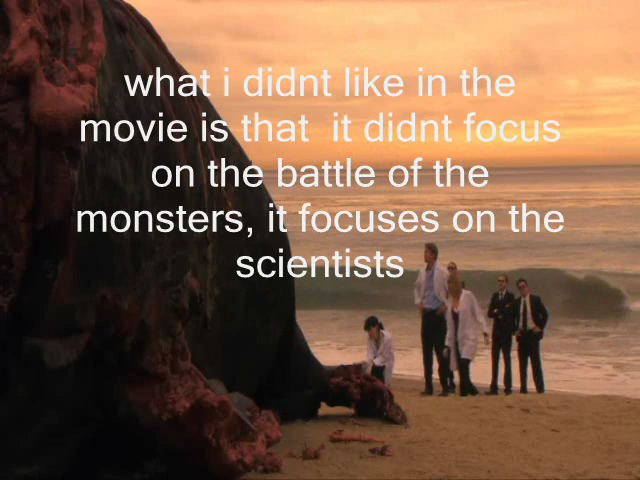 what i didnt like in the
movie is that  it didnt focus
on the battle of the
monsters, it focuses on the
scientists